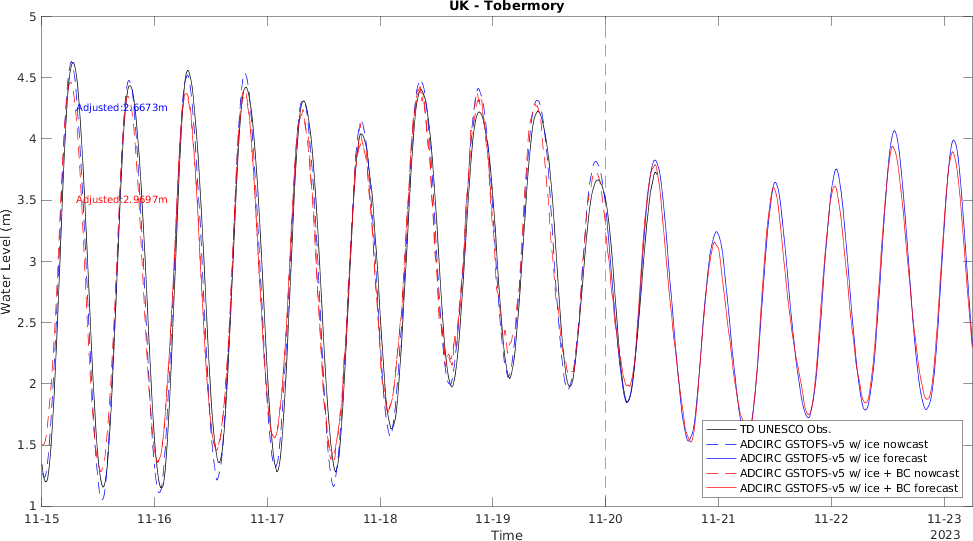 UK - Tobermory
5
4.5
4
3.5
3
2.5
2
1.5
1
Water Level (m)
Adjusted:2.6673m
Adjusted:2.9697m
TD UNESCO Obs.
ADCIRC GSTOFS-v5 w/ ice nowcast
ADCIRC GSTOFS-v5 w/ ice forecast
ADCIRC GSTOFS-v5 w/ ice + BC nowcast
ADCIRC GSTOFS-v5 w/ ice + BC forecast
11-15 11-16 11-17 11-18 11-19 11-20 11-21 11-22 11-23
Time 2023